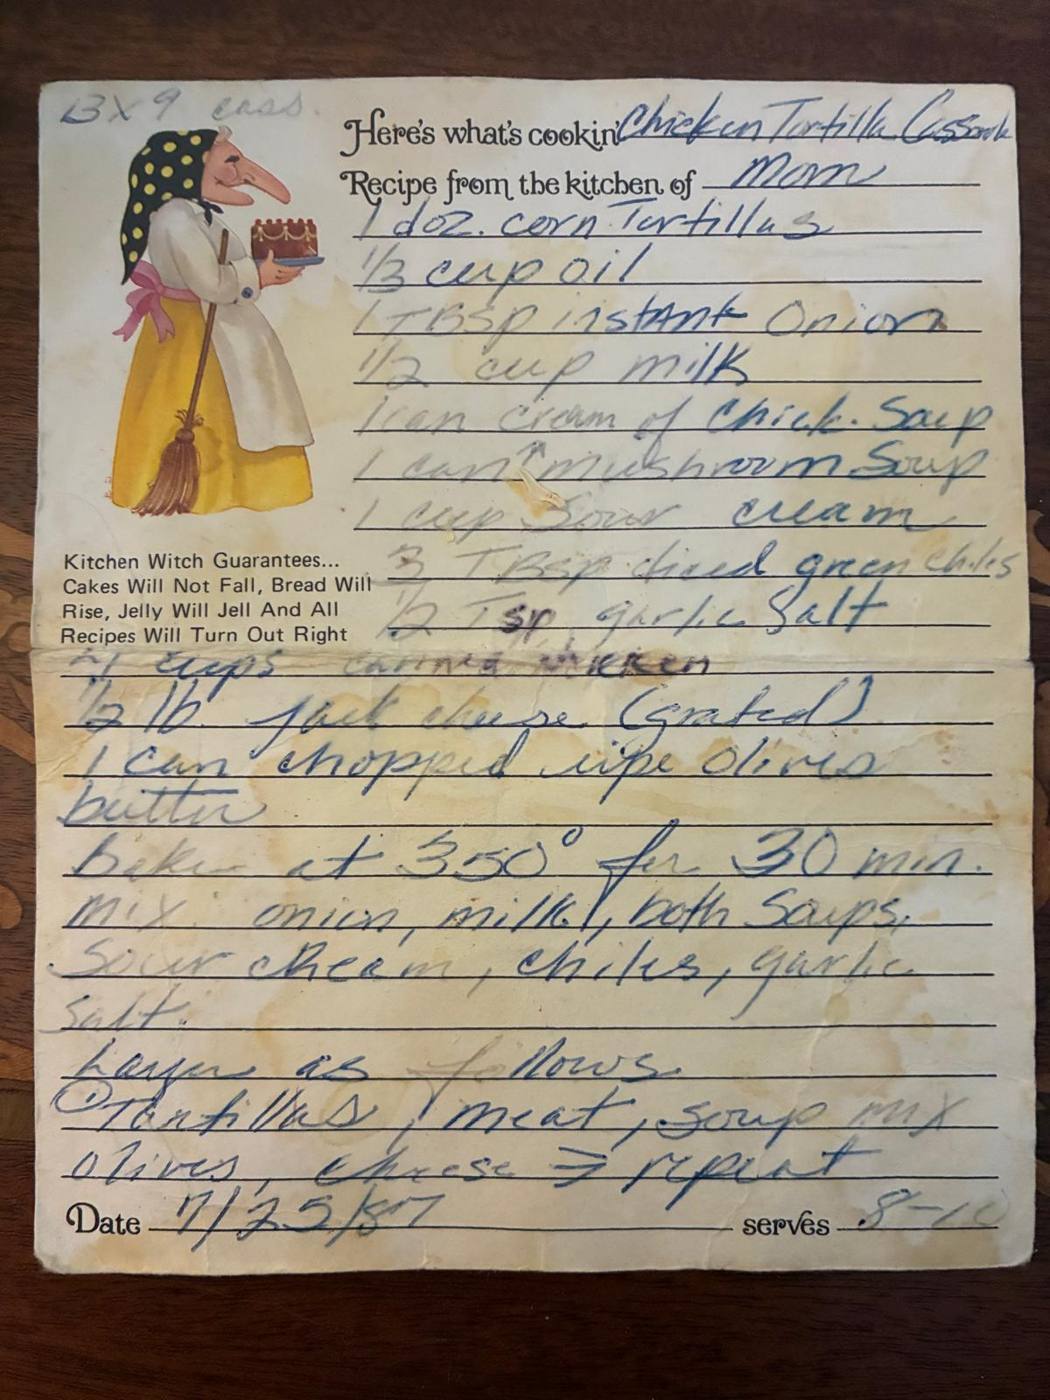 13 x 9 cass.
Here's what's cookin' Chicken Tortilla Casserole
Recipe from the kitchen of Mom
1 doz. corn Tortillas
1/3 cup oil
1 TBsp instant Onion
1/2 cup milk
1 can cream of chick. Soup
1 can " mushroom Soup
1 cup Sour cream
3 TBsp diced green chiles
1/2 Tsp garlic Salt
Kitchen Witch Guarantees...
Cakes Will Not Fall, Bread Will
Rise, Jelly Will Jell And All
Recipes Will Turn Out Right
cups canned chicken
1/2 lb. jack cheese (grated)
1 can chopped ripe Olives
butter
bake at 350° for 30 min.
mix onion, milk, both Soups,
Sour cream, chiles, garlic
salt.
Layer as follows
① Tortillas, meat, soup mix
olives, cheese → repeat
Date 7/25/87 serves 8-10